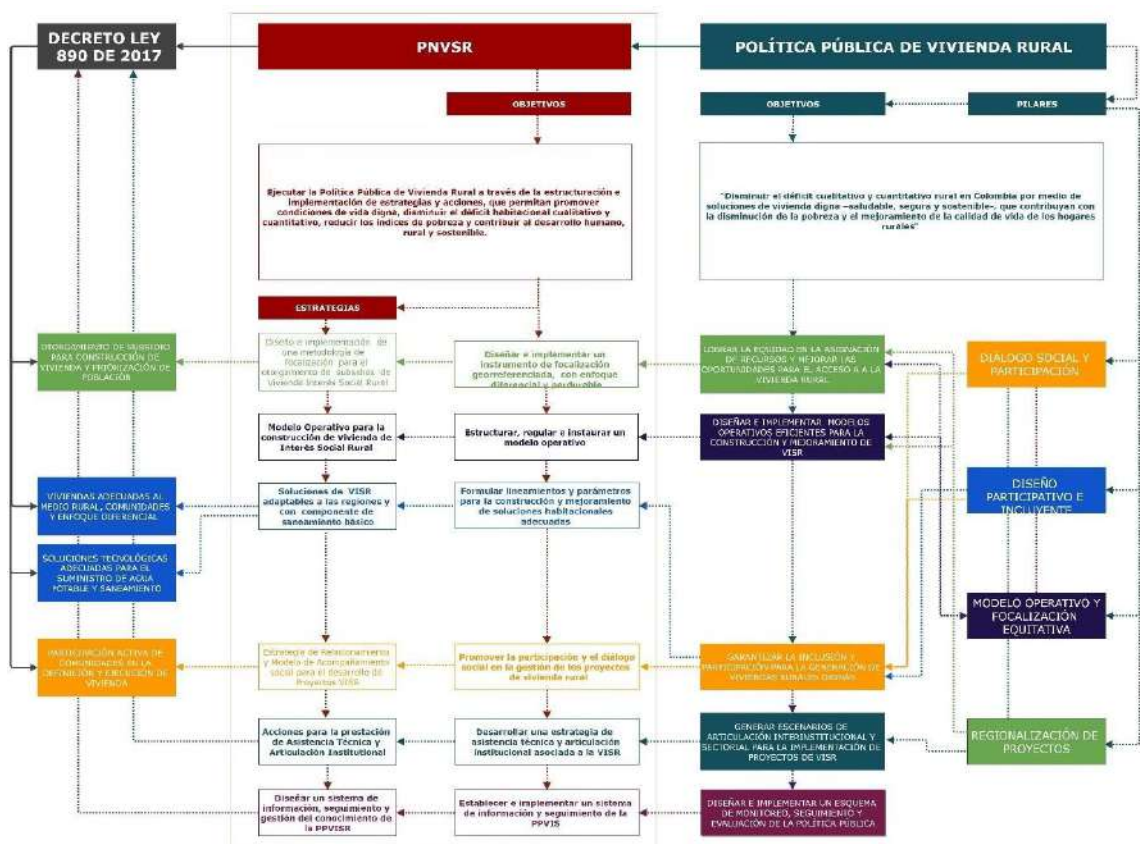 DECRETO LEY
890 DE 2017
PNVSR
POLÍTICA PÚBLICA DE VIVIENDA RURAL
OBJETIVOS
OBJETIVOS
PILARES
Ejecutar la Política Pública de Vivienda Rural a través de la estructuración e
implementación de estrategias y acciones, que permitan promover
condiciones de vida digna, disminuir el déficit habitacional cualitativo y
cuantitativo, reducir los índices de pobreza y contribuir al desarrollo humano,
rural y sostenible.
"Disminuir el déficit cualitativo y cuantitativo rural en Colombia por medio de
soluciones de vivienda digna –saludable, segura y sostenible-, que contribuyan con
la disminución de la pobreza y el mejoramiento de la calidad de vida de los hogares
rurales"
ESTRATEGIAS
OTORGAMIENTO DE SUBSIDIO
PARA CONSTRUCCIÓN DE
VIVIENDA Y PRIORIZACIÓN DE
POBLACIÓN
Diseño e implementación de
una metodología de
focalización para el
otorgamiento de subsidios de
Vivienda Interés Social Rural
Diseñar e implementar un
instrumento de focalización
georreferenciada, con enfoque
diferencial y perdurable
LOGRAR LA EQUIDAD EN LA ASIGNACIÓN
DE RECURSOS Y MEJORAR LAS
OPORTUNIDADES PARA EL ACCESO A A LA
VIVIENDA RURAL
DIÁLOGO SOCIAL Y
PARTICIPACIÓN
Modelo Operativo para la
construcción de Vivienda de
Interés Social Rural
Estructurar, regular e instaurar un
modelo operativo
DISEÑAR E IMPLEMENTAR MODELOS
OPERATIVOS EFICIENTES PARA LA
CONSTRUCCIÓN Y MEJORAMIENTO DE
VISR
VIVIENDAS ADECUADAS AL
MEDIO RURAL, COMUNIDADES
Y ENFOQUE DIFERENCIAL
Soluciones de VISR
adaptables a las regiones y
con componente de
saneamiento básico
Formular lineamientos y parámetros
para la construcción y mejoramiento
de soluciones habitacionales
adecuadas
DISEÑO
PARTICIPATIVO E
INCLUYENTE
SOLUCIONES TECNOLÓGICAS
ADECUADAS PARA EL
SUMINISTRO DE AGUA
POTABLE Y SANEAMIENTO
MODELO OPERATIVO Y
FOCALIZACIÓN
EQUITATIVA
PARTICIPACIÓN ACTIVA DE
COMUNIDADES EN LA
DEFINICIÓN Y EJECUCIÓN DE
VIVIENDA
Estrategia de Relacionamiento
y Modelo de Acompañamiento
social para el desarrollo de
Proyectos VISR
Promover la participación y el diálogo
social en la gestión de los proyectos
de vivienda rural
GARANTIZAR LA INCLUSIÓN Y
PARTICIPACIÓN PARA LA GENERACIÓN DE
VIVIENDAS RURALES DIGNAS
Acciones para la prestación
de Asistencia Técnica y
Articulación Institucional
Desarrollar una estrategia de
asistencia técnica y articulación
institucional asociada a la VISR
GENERAR ESCENARIOS DE
ARTICULACIÓN INTERINSTITUCIONAL Y
SECTORIAL PARA LA IMPLEMENTACIÓN DE
PROYECTOS DE VISR
REGIONALIZACIÓN DE
PROYECTOS
Diseñar un sistema de
información, seguimiento y
gestión del conocimiento de
la PPVISR
Establecer e implementar un sistema
de información y seguimiento de la
PPVIS
DISEÑAR E IMPLEMENTAR UN ESQUEMA
DE MONITOREO, SEGUIMIENTO Y
EVALUACIÓN DE LA POLÍTICA PÚBLICA